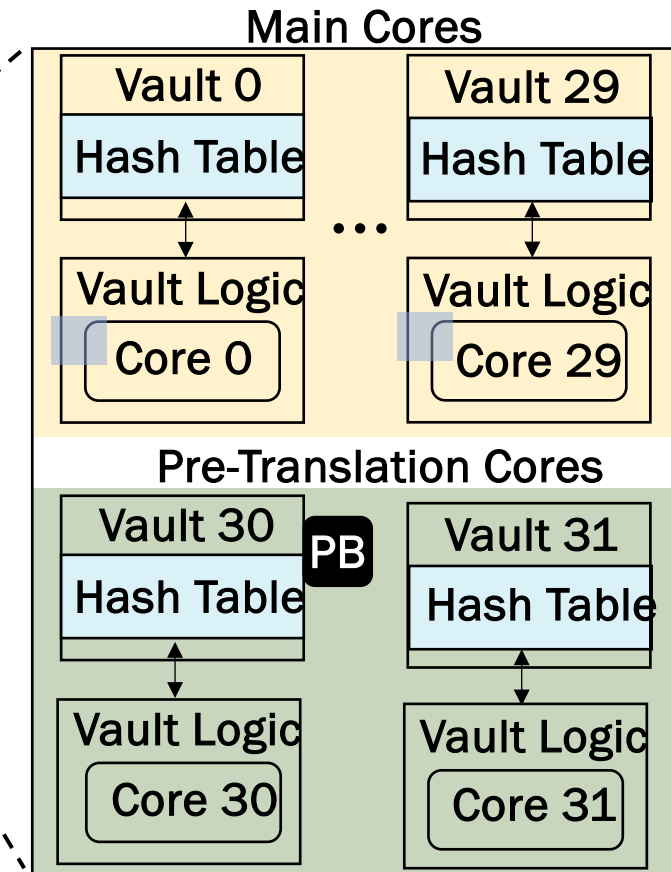 Main Cores
Vault 0
Vault 29
Hash Table
Hash Table
...
Vault Logic
Vault Logic
Core 0
Core 29
Pre-Translation Cores
Vault 30
PB
Vault 31
Hash Table
Hash Table
Vault Logic
Vault Logic
Core 30
Core 31